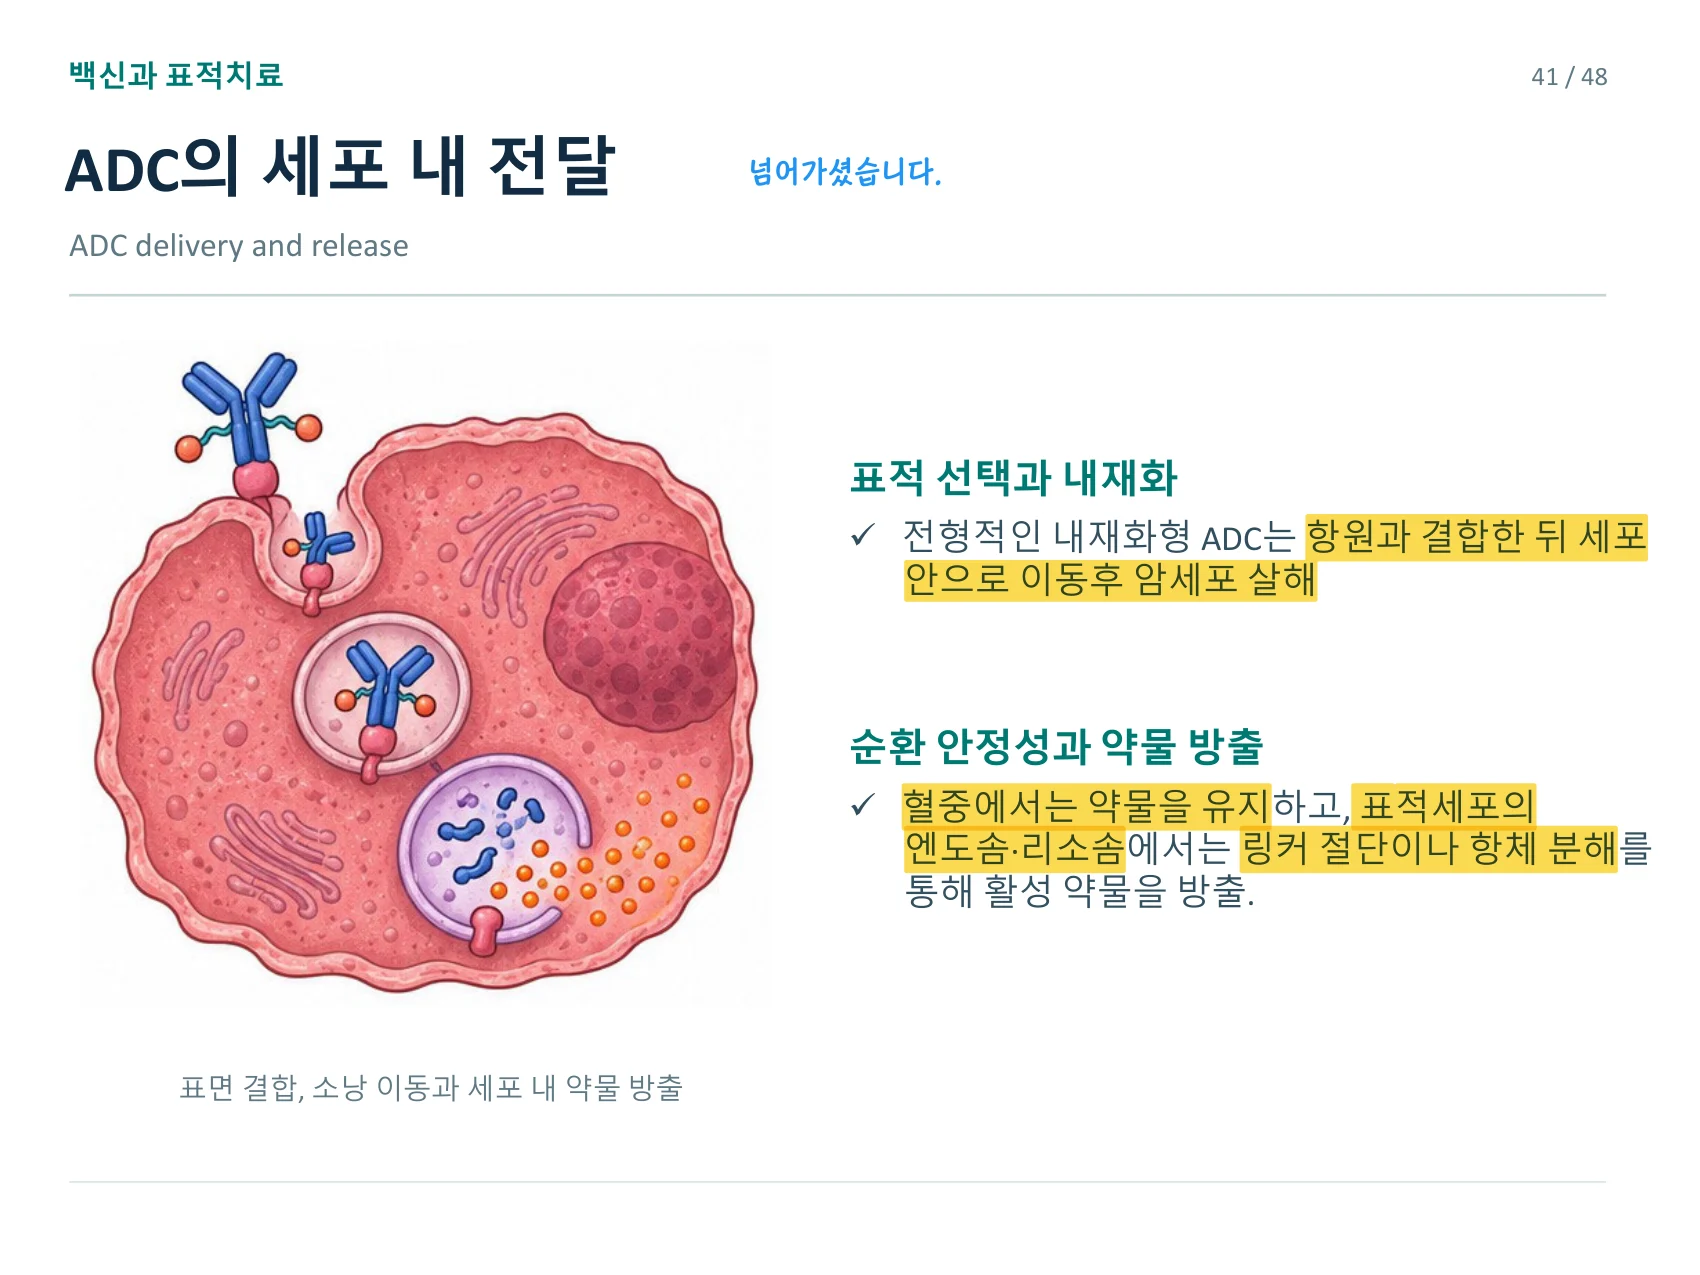 백신과 표적치료
41 / 48
ADC의 세포 내 전달
넘어가셨습니다.
ADC delivery and release
표적 선택과 내재화
✓ 전형적인 내재화형 ADC는 항원과 결합한 뒤 세포
안으로 이동후 암세포 살해
순환 안정성과 약물 방출
✓ 혈중에서는 약물을 유지하고, 표적세포의
엔도솜·리소솜에서는 링커 절단이나 항체 분해를
통해 활성 약물을 방출.
표면 결합, 소낭 이동과 세포 내 약물 방출